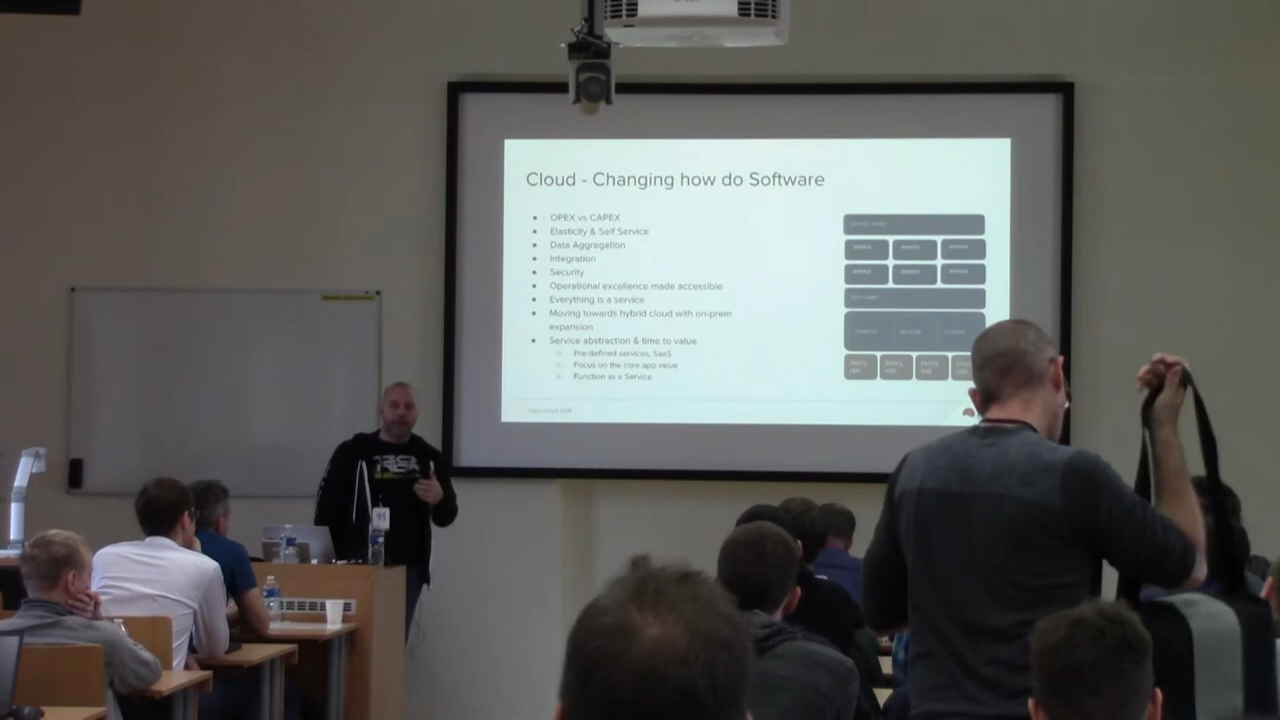 Cloud - Changing how do Software
OPEX vs CAPEX
Elasticity & Self Service
Data Aggregation
Integration
Security
Operational excellence made accessible
Everything is a service
Moving towards hybrid cloud with on-prem
expansion
Service abstraction & time to value
Pre-defined services, SaaS
Focus on the core app value
Function as a Service